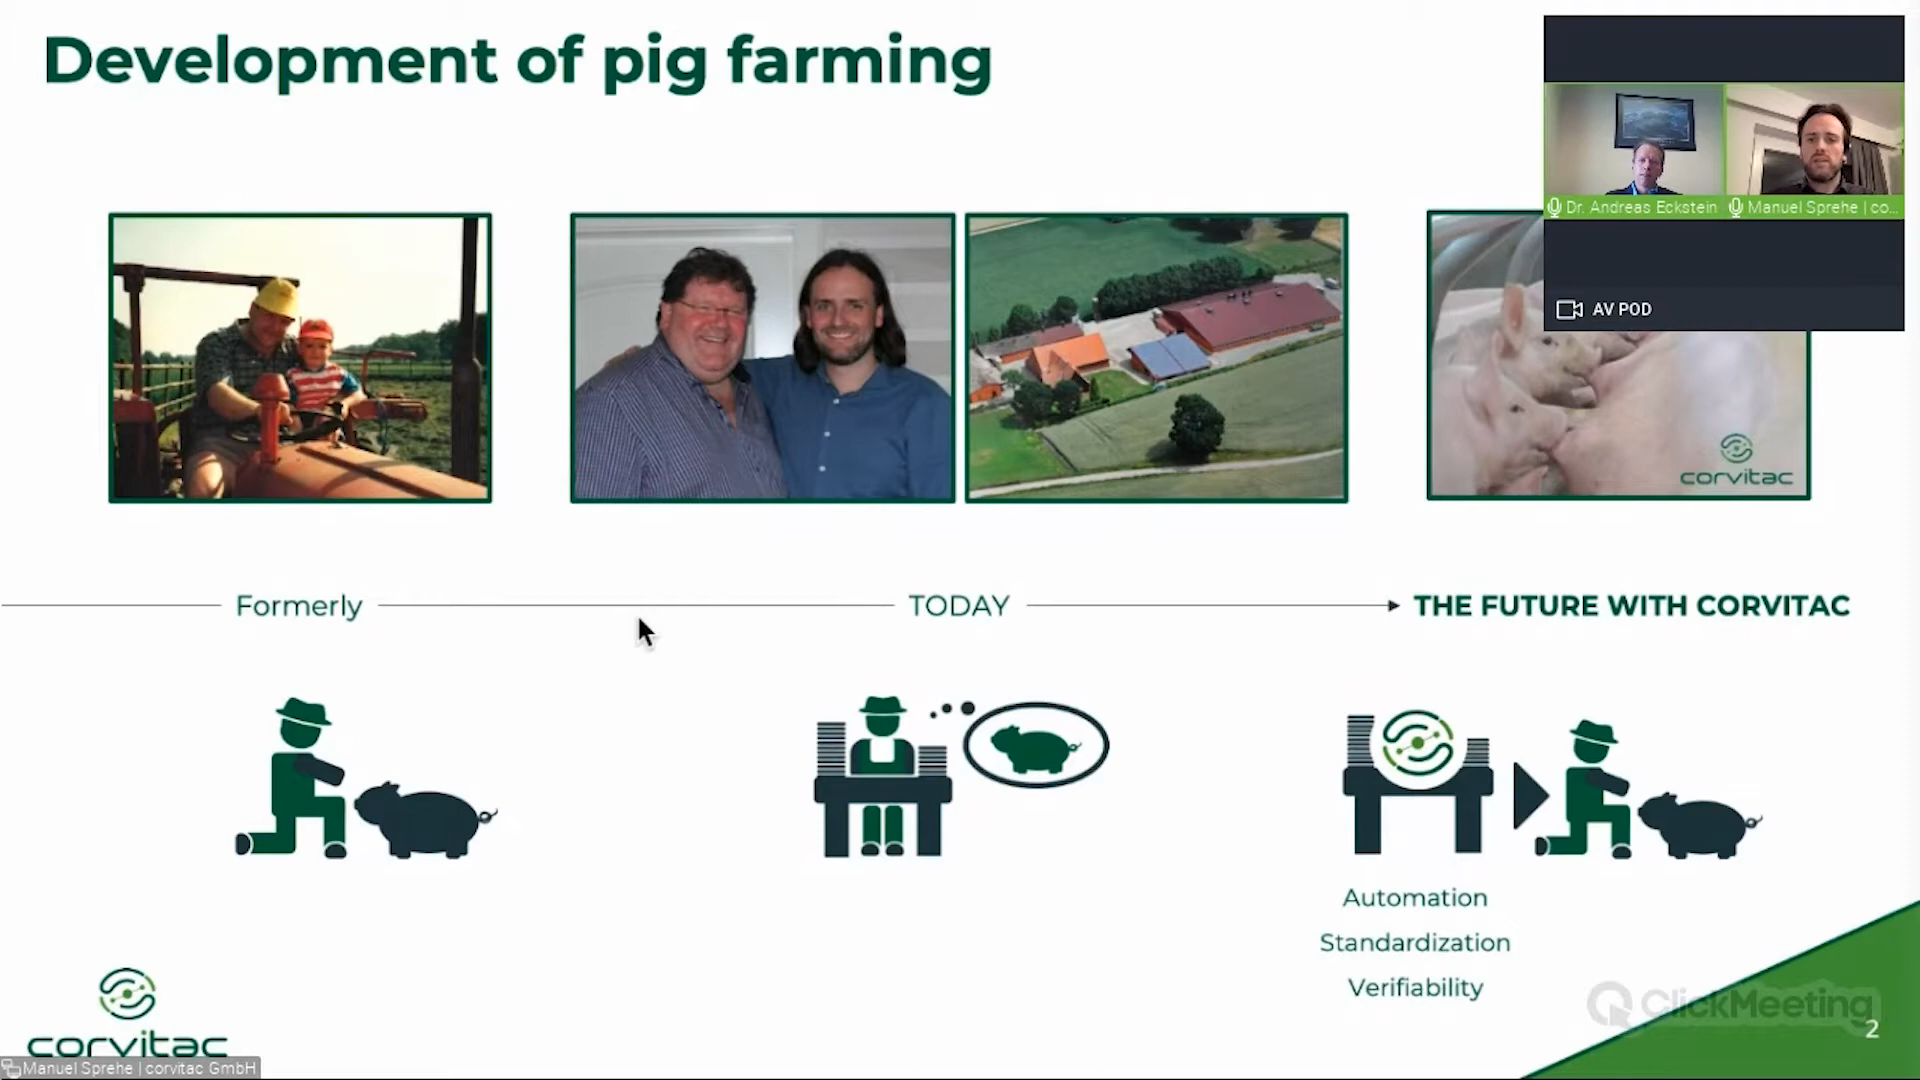 Development of pig farming
Dr. Andreas Eckstein
Manuel Sprehe | co...
AV POD
corvitac
Formerly
TODAY
THE FUTURE WITH CORVITAC
Automation
Standardization
Verifiability
ClickMeeting
2
corvitac
Manuel Sprehe | corvitac GmbH